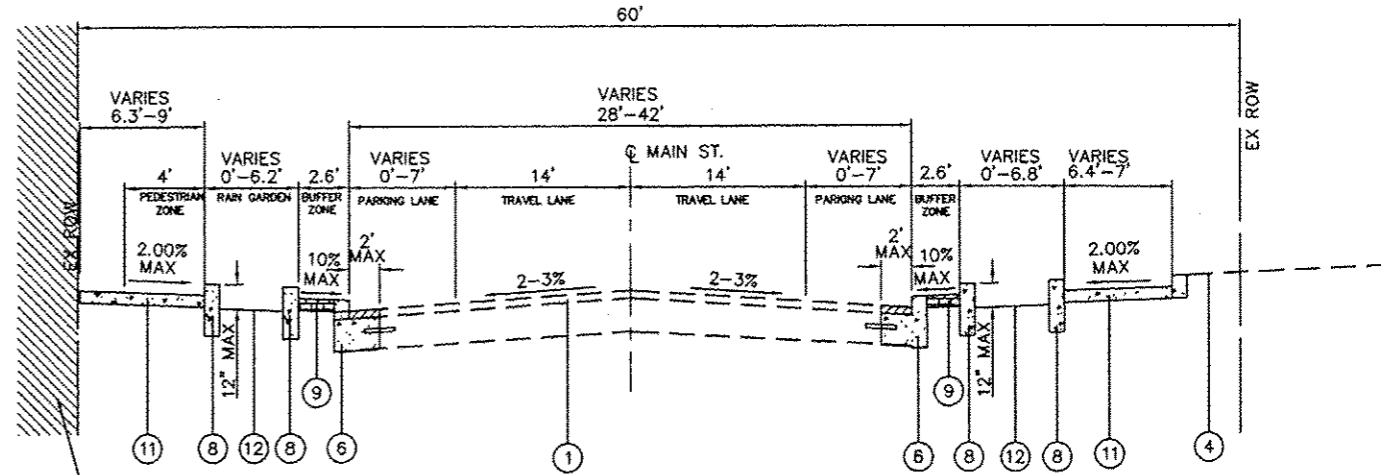 60'
VARIES
6.3'-9'
VARIES
28'-42'
EX ROW
℄ MAIN ST.
4'
PEDESTRIAN
ZONE
VARIES
0'-6.2'
RAIN GARDEN
2.6'
BUFFER
ZONE
VARIES
0'-7'
PARKING LANE
14'
TRAVEL LANE
14'
TRAVEL LANE
VARIES
0'-7'
PARKING LANE
2.6'
BUFFER
ZONE
VARIES
0'-6.8'
VARIES
6.4'-7'
EX ROW
2.00%
MAX
10%
MAX
2'
MAX
2-3%
2-3%
2'
MAX
10%
MAX
2.00%
MAX
12" MAX
12" MAX
9
9
11
8
12
8
6
1
6
8
12
8
11
4